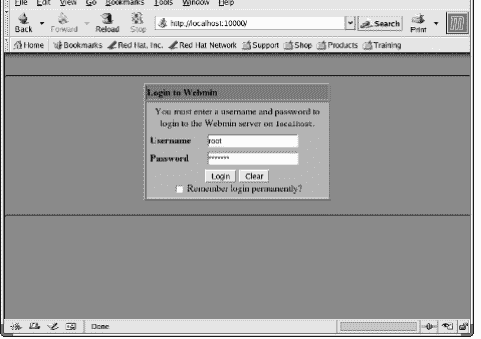 File Edit View Go Bookmarks Tools Window Help
Back Forward Reload Stop http://localhost:10000/ Search Print
Home Bookmarks Red Hat, Inc. Red Hat Network Support Shop Products Training
Login to Webmin
You must enter a username and password to
login to the Webmin server on localhost.
Username root
Password *******
Login Clear
Remember login permanently?
Done